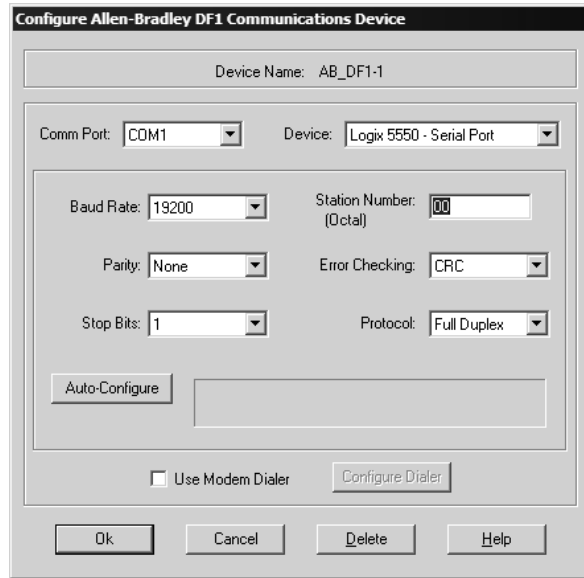 Configure Allen-Bradley DF1 Communications Device
Device Name: AB_DF1-1
Comm Port: COM1 Device: Logix 5550 - Serial Port
Baud Rate: 19200 Station Number: 00
(Octal)
Parity: None Error Checking: CRC
Stop Bits: 1 Protocol: Full Duplex
Auto-Configure
Use Modem Dialer Configure Dialer
Ok Cancel Delete Help